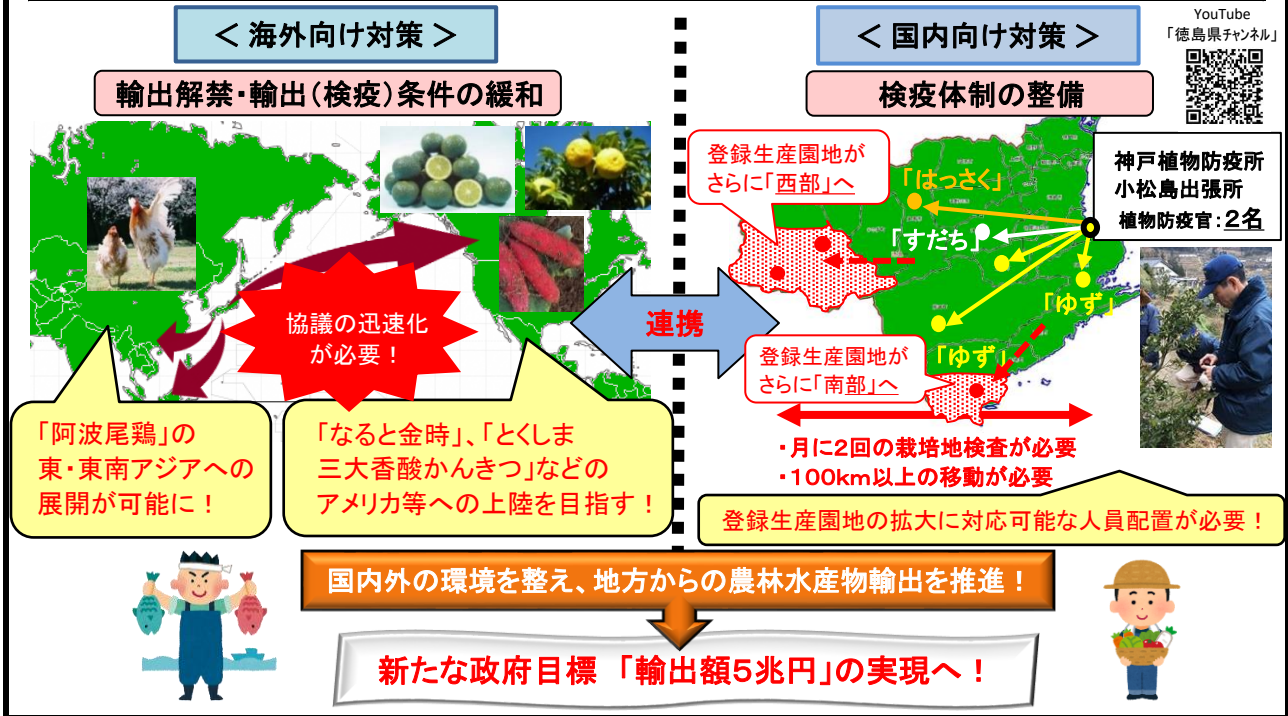 ＜ 海外向け対策 ＞
輸出解禁・輸出（検疫）条件の緩和
協議の迅速化
が必要！
「阿波尾鶏」の
東・東南アジアへの
展開が可能に！
「なると金時」、「とくしま
三大香酸かんきつ」などの
アメリカ等への上陸を目指す！
連携
＜ 国内向け対策 ＞
YouTube
「徳島県チャンネル」
検疫体制の整備
登録生産園地が
さらに「西部」へ
「はっさく」
「すだち」
「ゆず」
「ゆず」
神戸植物防疫所
小松島出張所
植物防疫官：２名
登録生産園地が
さらに「南部」へ
・月に２回の栽培地検査が必要
・１００ｋｍ以上の移動が必要
登録生産園地の拡大に対応可能な人員配置が必要！
国内外の環境を整え、地方からの農林水産物輸出を推進！
新たな政府目標 「輸出額５兆円」の実現へ！